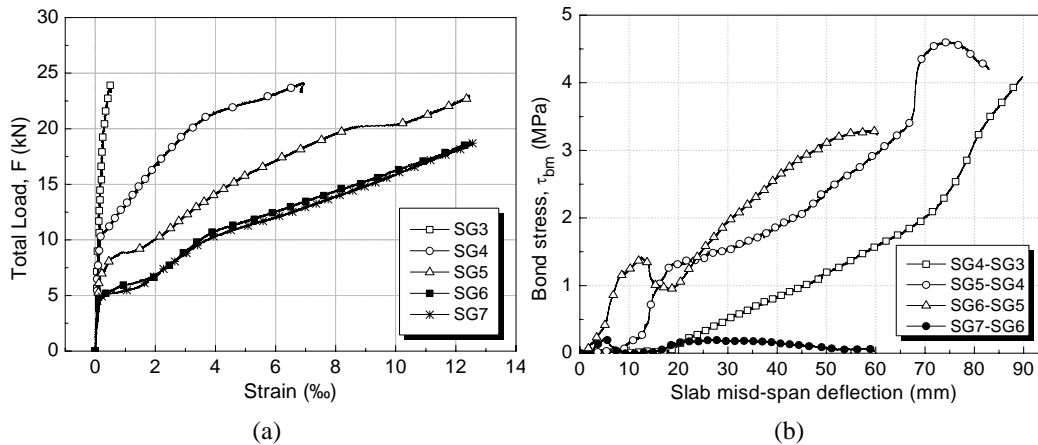 30
25
20
15
10
5
0
Total Load, F (kN)
0 2 4 6 8 10 12 14
Strain (‰)
SG3
SG4
SG5
SG6
SG7
(a)
5
4
3
2
1
0
Bond stress, τbm (MPa)
0 10 20 30 40 50 60 70 80 90
Slab misd-span deflection (mm)
SG4-SG3
SG5-SG4
SG6-SG5
SG7-SG6
(b)